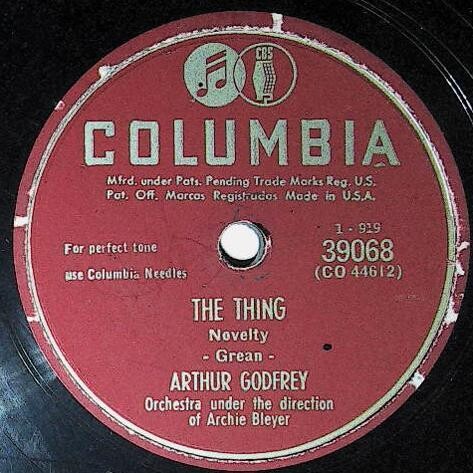 CBS
COLUMBIA
Mfrd. under Pats. Pending Trade Marks Reg. U.S.
Pat. Off. Marcas Registradas Made in U.S.A.
1 - 919
For perfect tone 39068
use Columbia Needles (CO 44612)
THE THING
Novelty
- Grean -
ARTHUR GODFREY
Orchestra under the direction
of Archie Bleyer